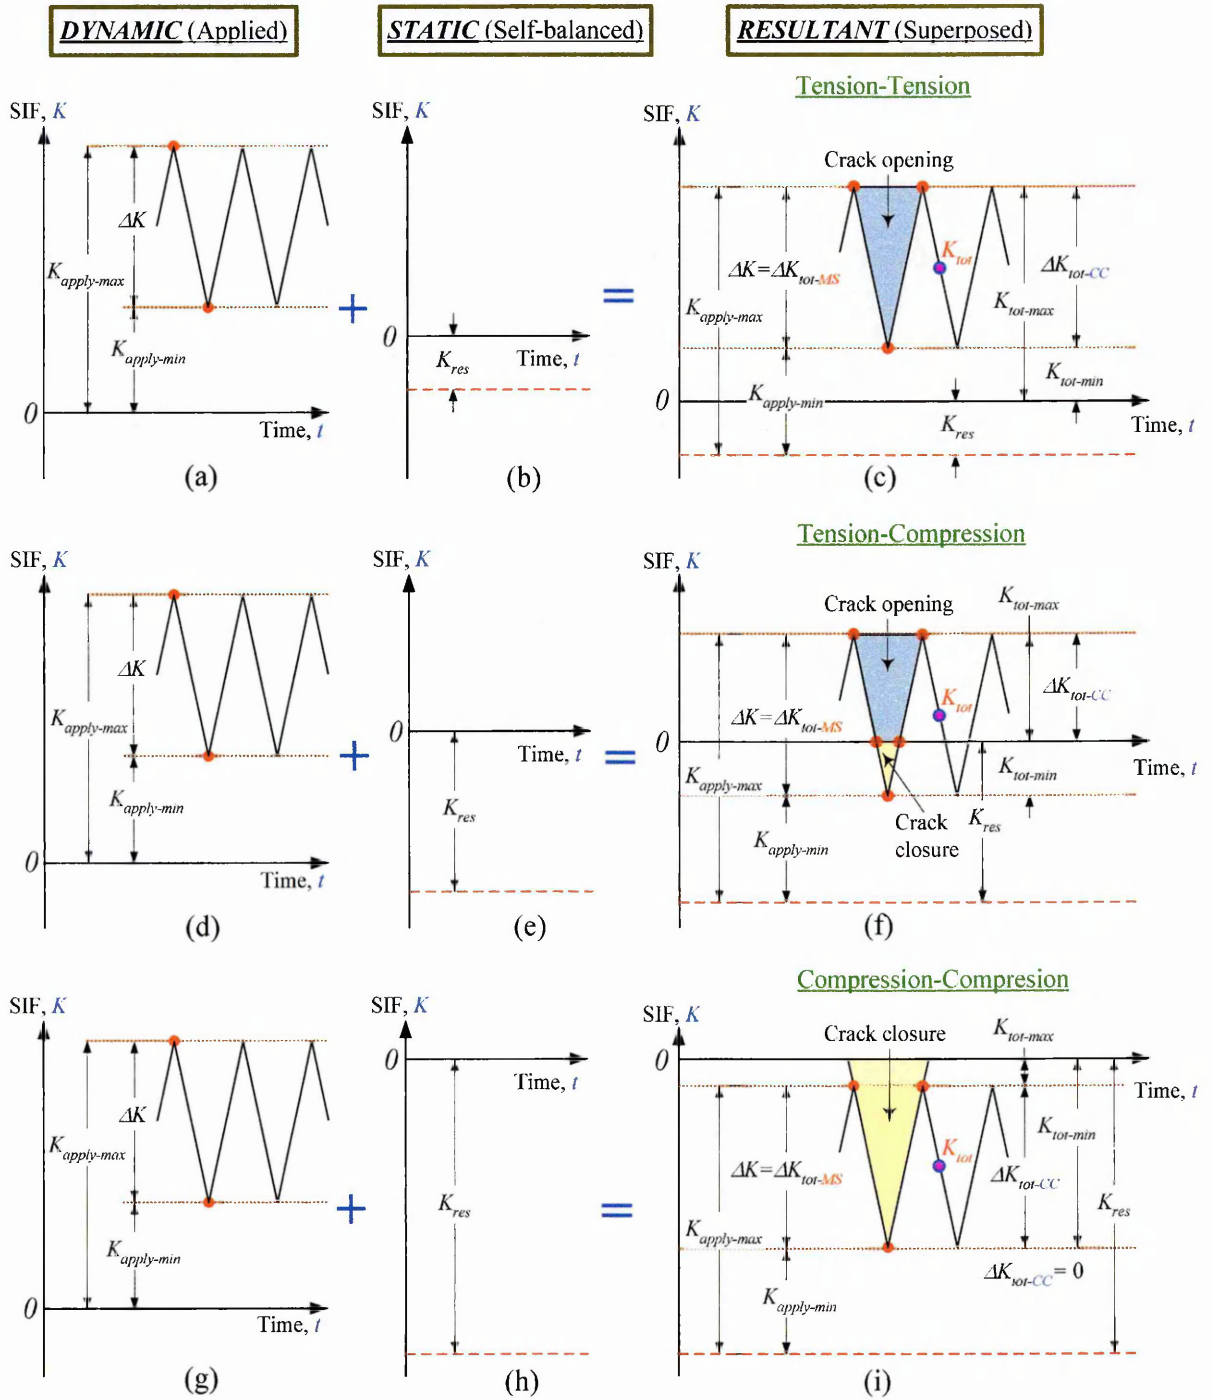 DYNAMIC (Applied)
STATIC (Self-balanced)
RESULTANT (Superposed)
Tension-Tension
SIF, K
ΔK
K_apply-max
K_apply-min
0
Time, t
(a)
+
SIF, K
0
K_res
Time, t
(b)
=
SIF, K
Crack opening
K_tot
ΔK=ΔK_tot-MS
ΔK_tot-CC
K_apply-max
K_tot-max
K_apply-min
K_tot-min
0
K_res
Time, t
(c)
Tension-Compression
SIF, K
ΔK
K_apply-max
K_apply-min
0
Time, t
(d)
+
SIF, K
0
Time, t
K_res
(e)
=
SIF, K
Crack opening
K_tot-max
ΔK_tot-CC
K_tot
ΔK=ΔK_tot-MS
0
K_apply-max
K_tot-min
Time, t
Crack
closure
K_res
K_apply-min
(f)
Compression-Compresion
SIF, K
ΔK
K_apply-max
K_apply-min
0
Time, t
(g)
+
SIF, K
0
Time, t
K_res
(h)
=
SIF, K
Crack closure
K_tot-max
0
Time, t
K_tot-min
K_tot
ΔK=ΔK_tot-MS
ΔK_tot-CC
K_res
K_apply-max
ΔK_tot-CC = 0
K_apply-min
(i)